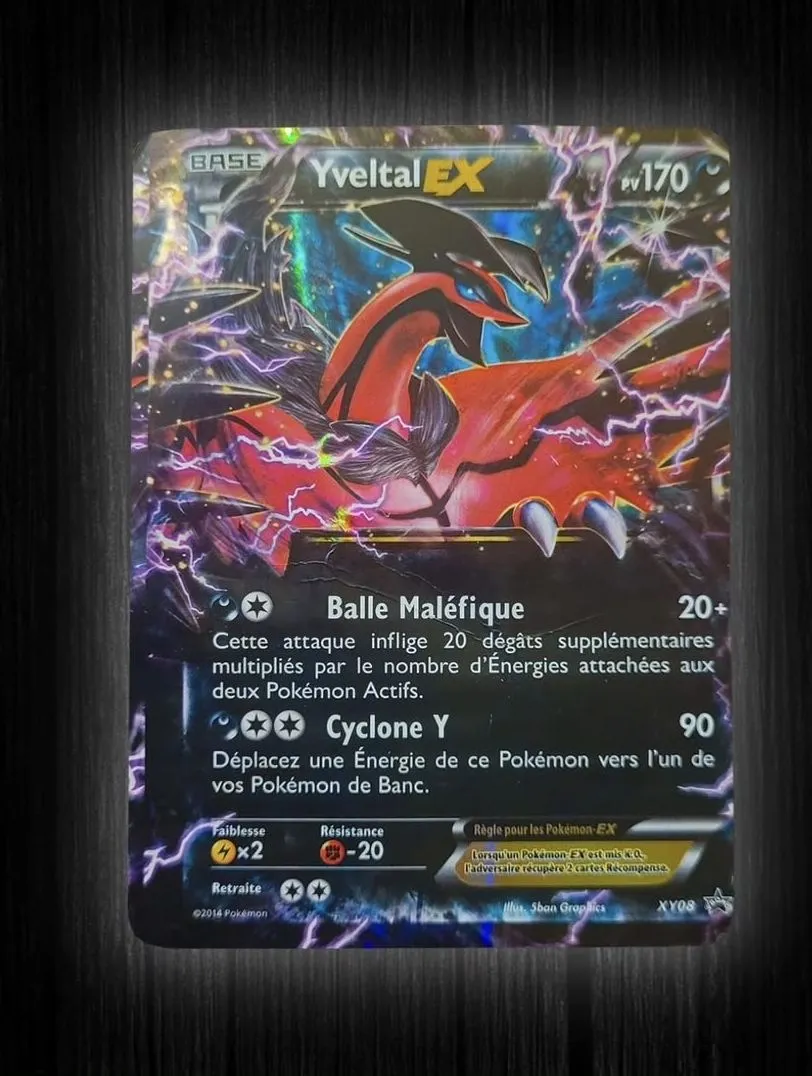 BASE
YveltalEX
PV170
Balle Maléfique 20+
Cette attaque inflige 20 dégâts supplémentaires
multipliés par le nombre d'Énergies attachées aux
deux Pokémon Actifs.
Cyclone Y 90
Déplacez une Énergie de ce Pokémon vers l'un de
vos Pokémon de Banc.
Faiblesse
×2
Résistance
-20
Règle pour les Pokémon-EX
Lorsqu'un Pokémon-EX est mis K.O.,
l'adversaire récupère 2 cartes Récompense.
Retraite
©2014 Pokémon
Illus. 5ban Graphics
XY08